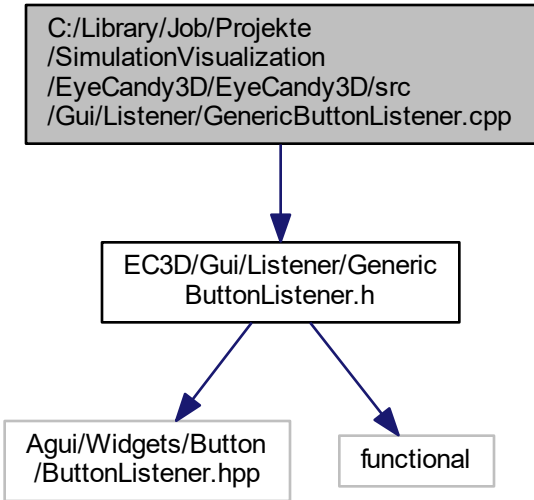 C:/Library/Job/Projekte
/SimulationVisualization
/EyeCandy3D/EyeCandy3D/src
/Gui/Listener/GenericButtonListener.cpp
EC3D/Gui/Listener/Generic
ButtonListener.h
Agui/Widgets/Button
/ButtonListener.hpp
functional